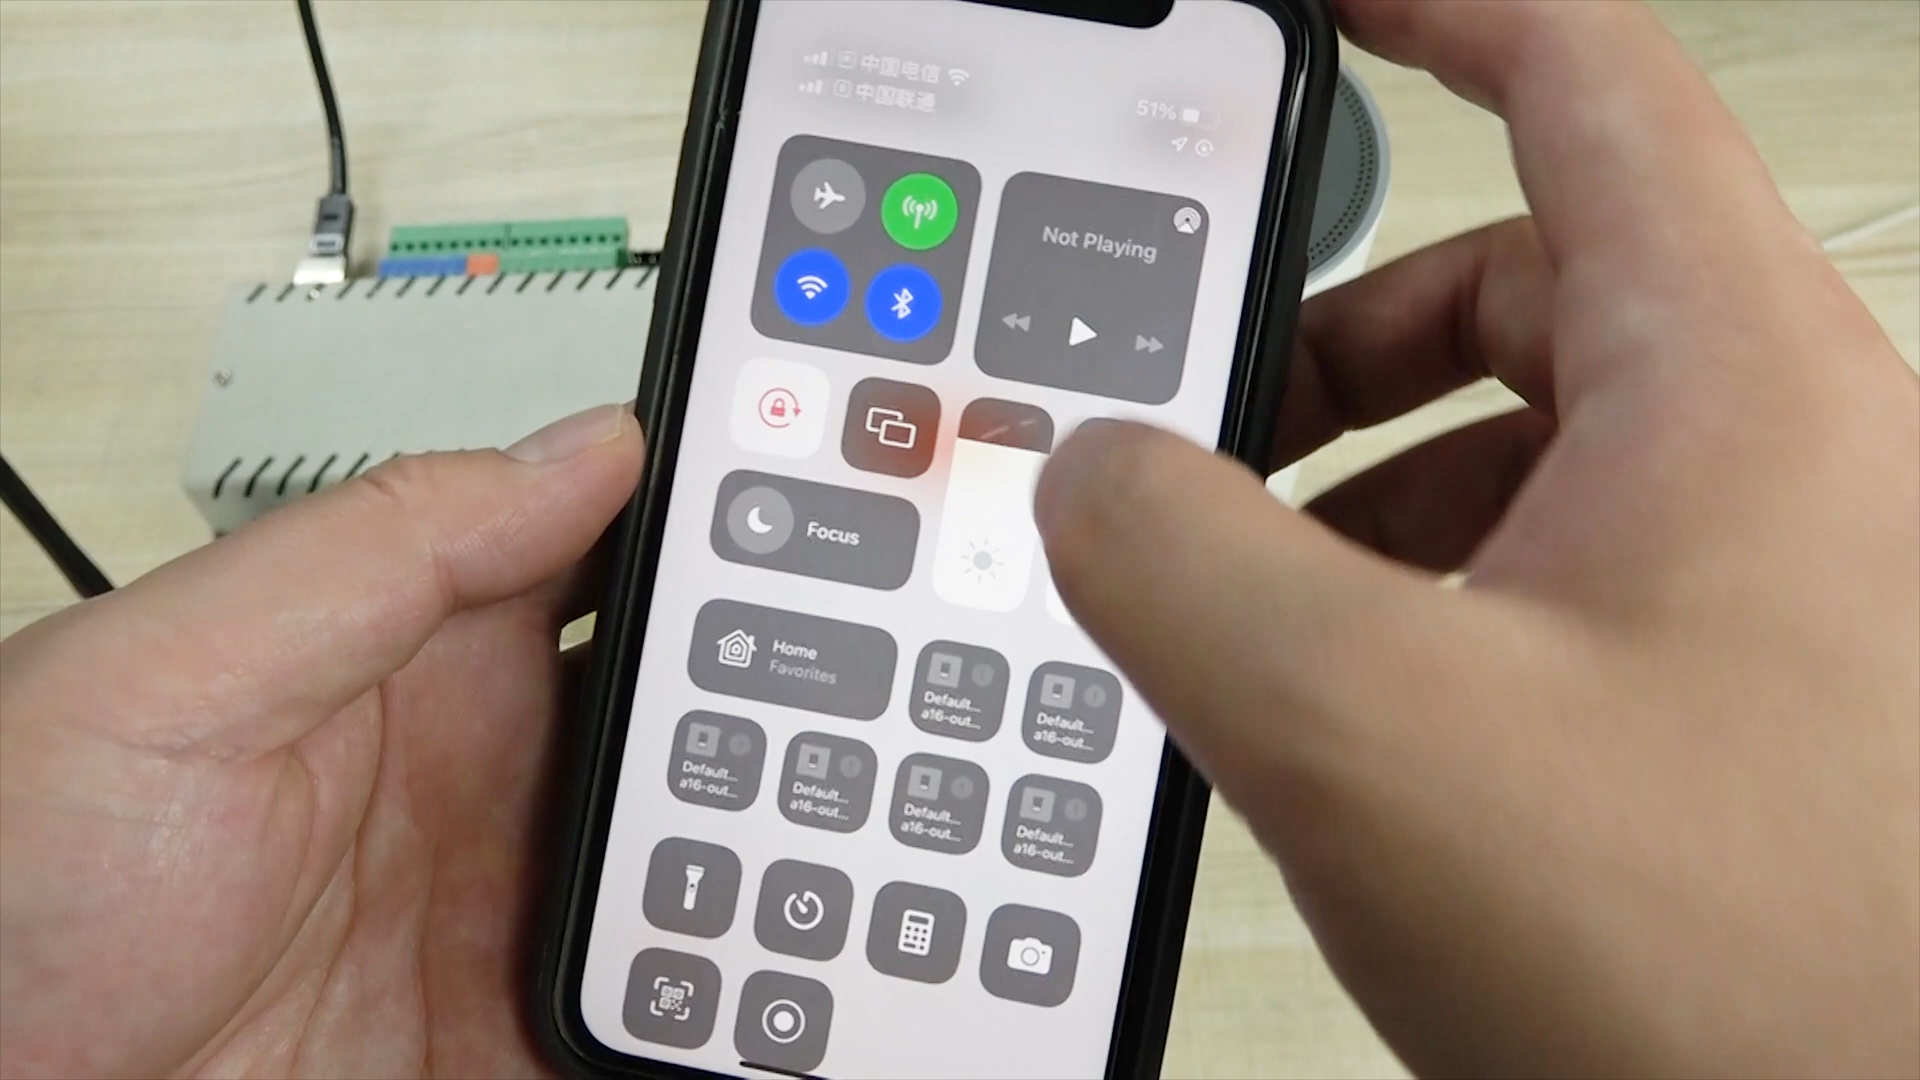 中国电信
中国联通
51%
Not Playing
Focus
Home
Favorites
Default...
a16-out...
Default...
a16-out...
Default...
a16-out...
Default...
a16-out...
Default...
a16-out...
Default...
a16-out...